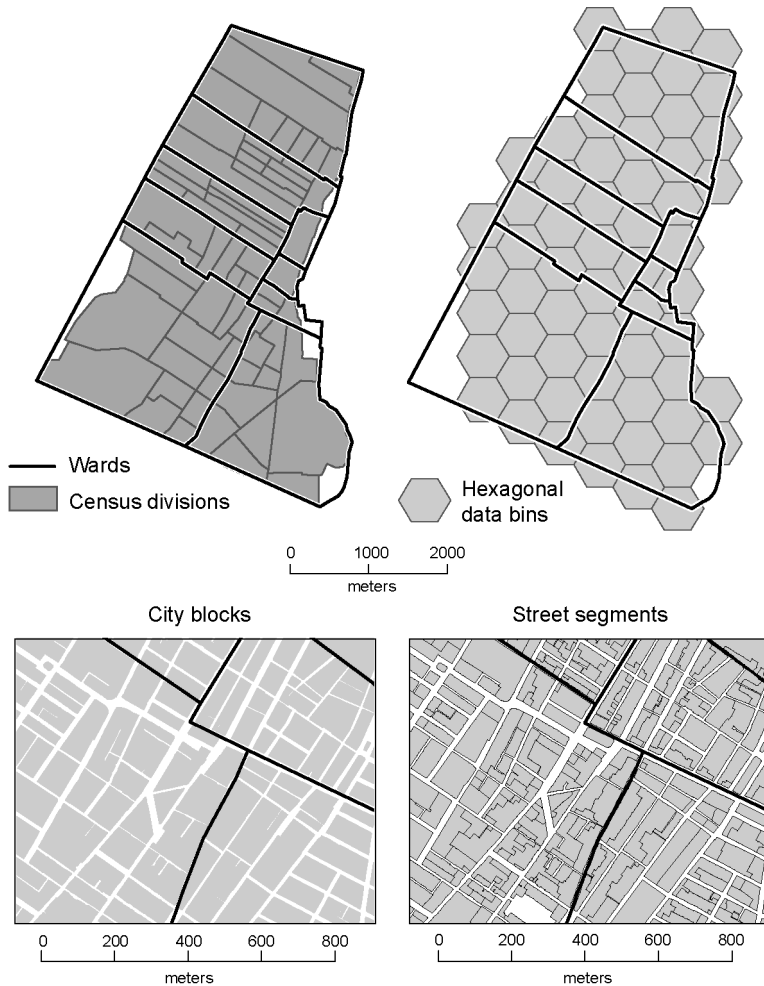 Wards
Census divisions
Hexagonal
data bins
0 1000 2000
meters
City blocks
Street segments
0 200 400 600 800
meters
0 200 400 600 800
meters